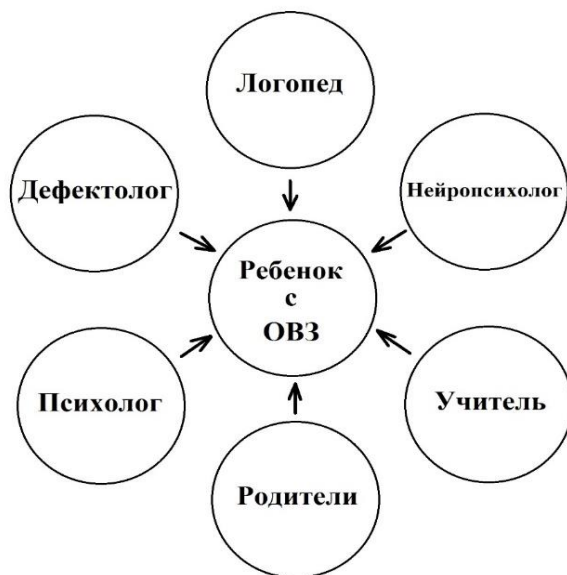 Логопед
Дефектолог
Нейропсихолог
Ребенок
с
ОВЗ
Психолог
Учитель
Родители